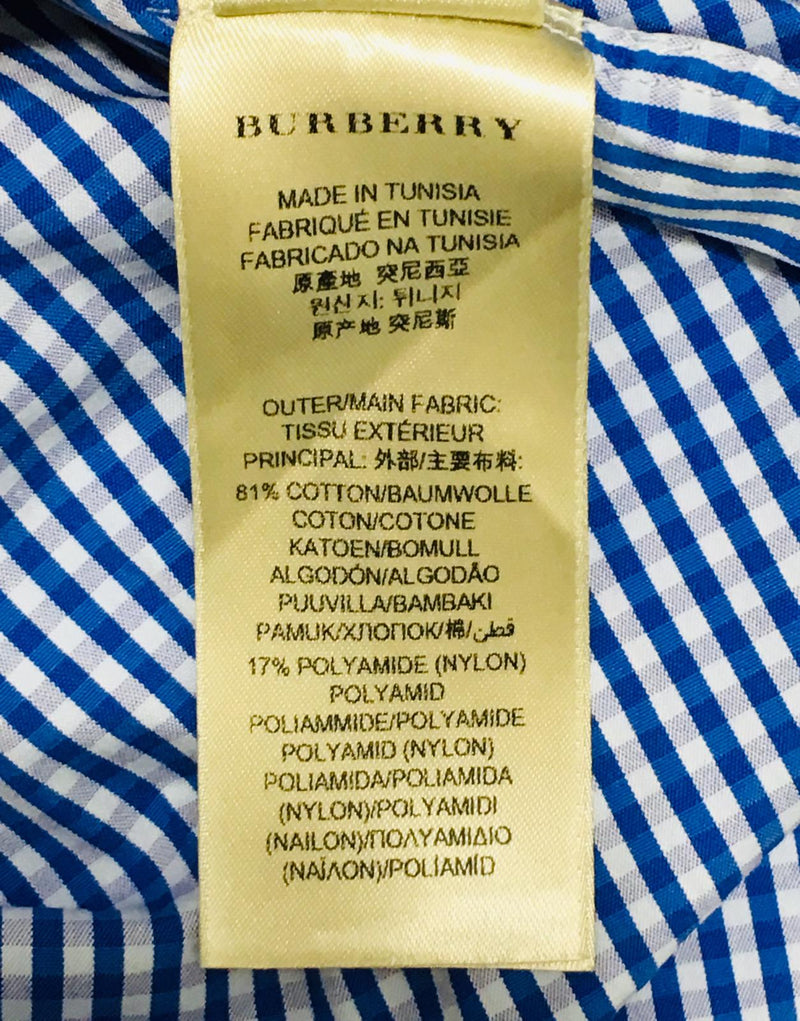 BURBERRY
MADE IN TUNISIA
FABRIQUÉ EN TUNISIE
FABRICADO NA TUNISIA
原產地 突尼西亞
원산지: 튀니지
原产地 突尼斯
OUTER/MAIN FABRIC:
TISSU EXTÉRIEUR
PRINCIPAL: 外部/主要布料:
81% COTTON/BAUMWOLLE
COTON/COTONE
KATOEN/BOMULL
ALGODÓN/ALGODÃO
PUUVILLA/BAMBAKI
PAMUK/ХЛОПОК/棉/قطن
17% POLYAMIDE (NYLON)
POLYAMID
POLIAMMIDE/POLYAMIDE
POLYAMID (NYLON)
POLIAMIDA/POLIAMIDA
(NYLON)/POLYAMIDI
(NAILON)/ΠΟΛΥΑΜΙΔΙΟ
(ΝΑΪΛΟΝ)/POLÍAMÍD